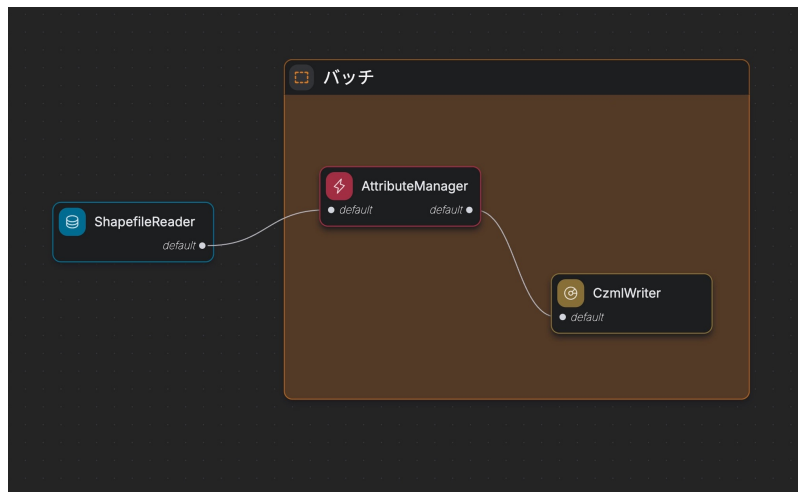 バッチ
AttributeManager
default default
ShapefileReader
default
CzmlWriter
default